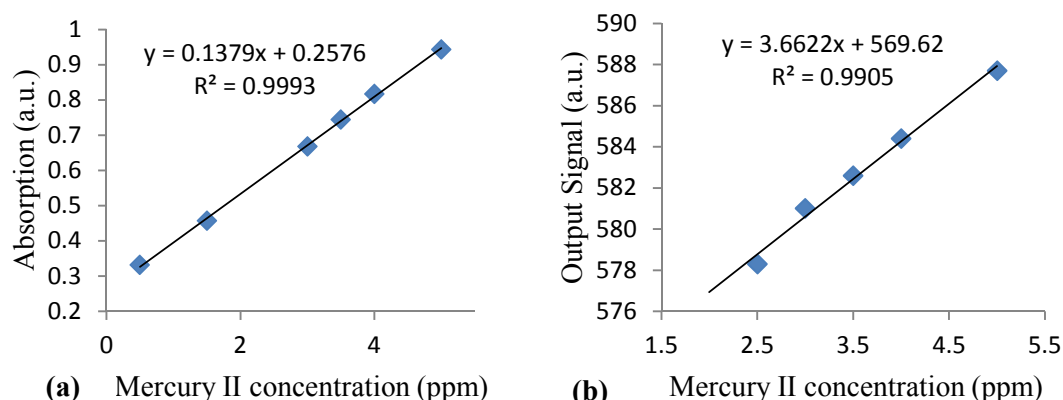 Absorption (a.u.)
1
0.9
0.8
0.7
0.6
0.5
0.4
0.3
0.2
y = 0.1379x + 0.2576
R² = 0.9993
0 2 4
(a) Mercury II concentration (ppm)
Output Signal (a.u.)
590
588
586
584
582
580
578
576
y = 3.6622x + 569.62
R² = 0.9905
1.5 2.5 3.5 4.5 5.5
(b) Mercury II concentration (ppm)